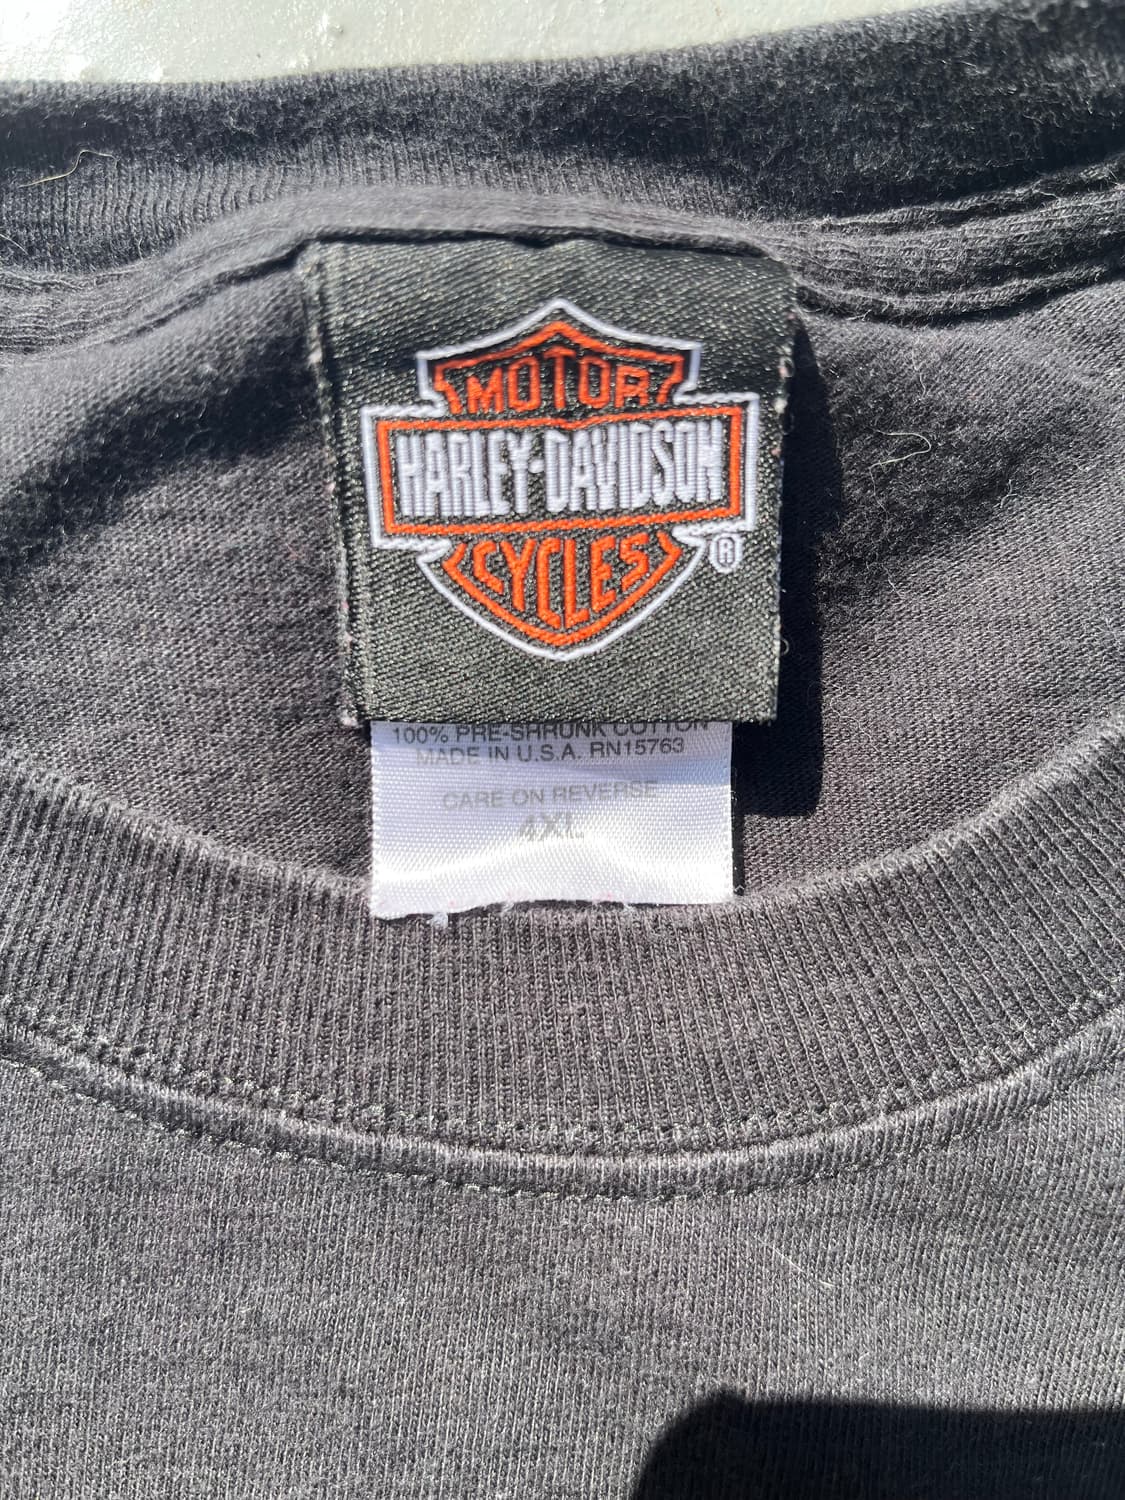 MOTOR
HARLEY-DAVIDSON
CYCLES
®
100% PRE-SHRUNK COTTON
MADE IN U.S.A. RN15763
CARE ON REVERSE
4XL